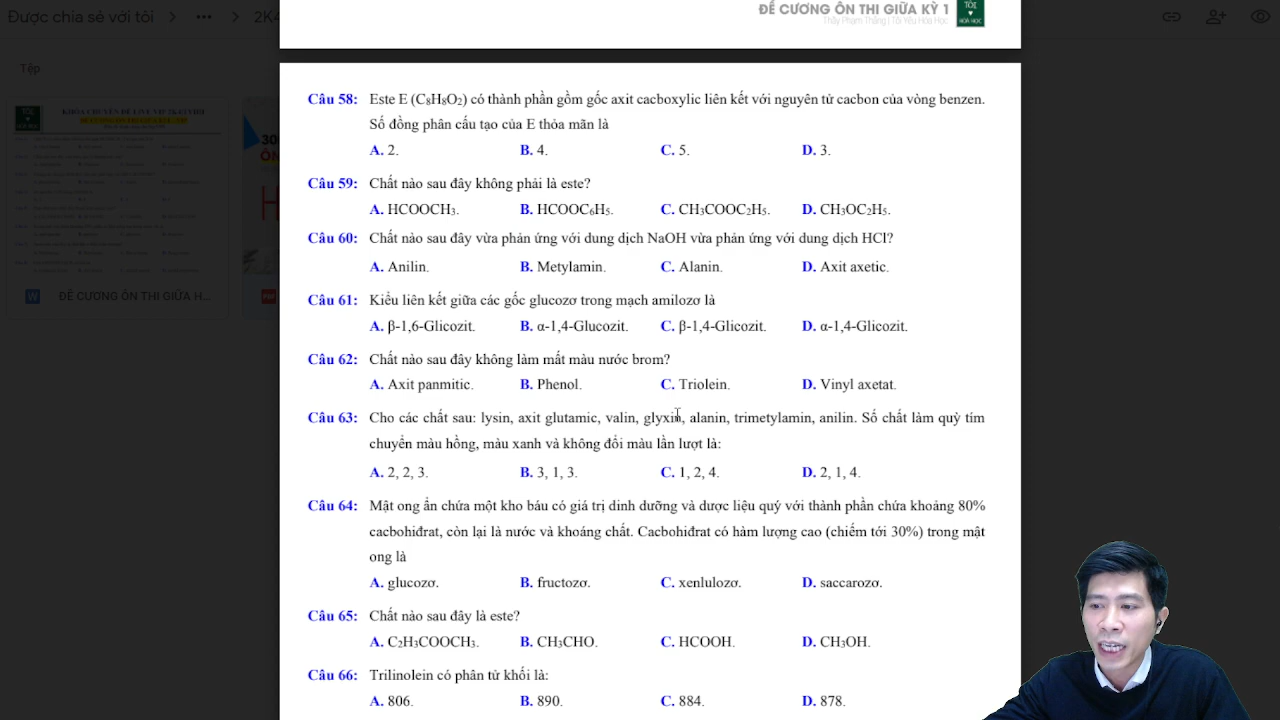 Được chia sẻ với tôi > ... > 2K4
ĐỀ CƯƠNG ÔN THI GIỮA KỲ 1
Thầy Phạm Thắng | Tôi Yêu Hóa Học
TÔI
♥
HÓA HỌC
Tệp
ĐỀ CƯƠNG ÔN THI GIỮA H...
Câu 58: Este E (C₈H₈O₂) có thành phần gồm gốc axit cacboxylic liên kết với nguyên tử cacbon của vòng benzen.
Số đồng phân cấu tạo của E thỏa mãn là
A. 2. B. 4. C. 5. D. 3.
Câu 59: Chất nào sau đây không phải là este?
A. HCOOCH₃. B. HCOOC₆H₅. C. CH₃COOC₂H₅. D. CH₃OC₂H₅.
Câu 60: Chất nào sau đây vừa phản ứng với dung dịch NaOH vừa phản ứng với dung dịch HCl?
A. Anilin. B. Metylamin. C. Alanin. D. Axit axetic.
Câu 61: Kiểu liên kết giữa các gốc glucozơ trong mạch amilozơ là
A. β-1,6-Glicozit. B. α-1,4-Glucozit. C. β-1,4-Glicozit. D. α-1,4-Glicozit.
Câu 62: Chất nào sau đây không làm mất màu nước brom?
A. Axit panmitic. B. Phenol. C. Triolein. D. Vinyl axetat.
Câu 63: Cho các chất sau: lysin, axit glutamic, valin, glyxin, alanin, trimetylamin, anilin. Số chất làm quỳ tím
chuyển màu hồng, màu xanh và không đổi màu lần lượt là:
A. 2, 2, 3. B. 3, 1, 3. C. 1, 2, 4. D. 2, 1, 4.
Câu 64: Mật ong ẩn chứa một kho báu có giá trị dinh dưỡng và dược liệu quý với thành phần chứa khoảng 80%
cacbohiđrat, còn lại là nước và khoáng chất. Cacbohiđrat có hàm lượng cao (chiếm tới 30%) trong mật
ong là
A. glucozơ. B. fructozơ. C. xenlulozơ. D. saccarozơ.
Câu 65: Chất nào sau đây là este?
A. C₂H₃COOCH₃. B. CH₃CHO. C. HCOOH. D. CH₃OH.
Câu 66: Trilinolein có phân tử khối là:
A. 806. B. 890. C. 884. D. 878.